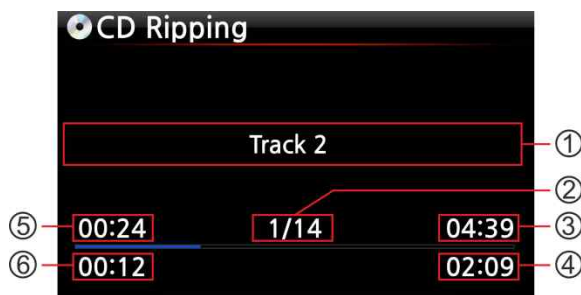 CD Ripping
Track 2
①
②
⑤ 00:24 1/14 04:39 ③
⑥ 00:12 02:09 ④